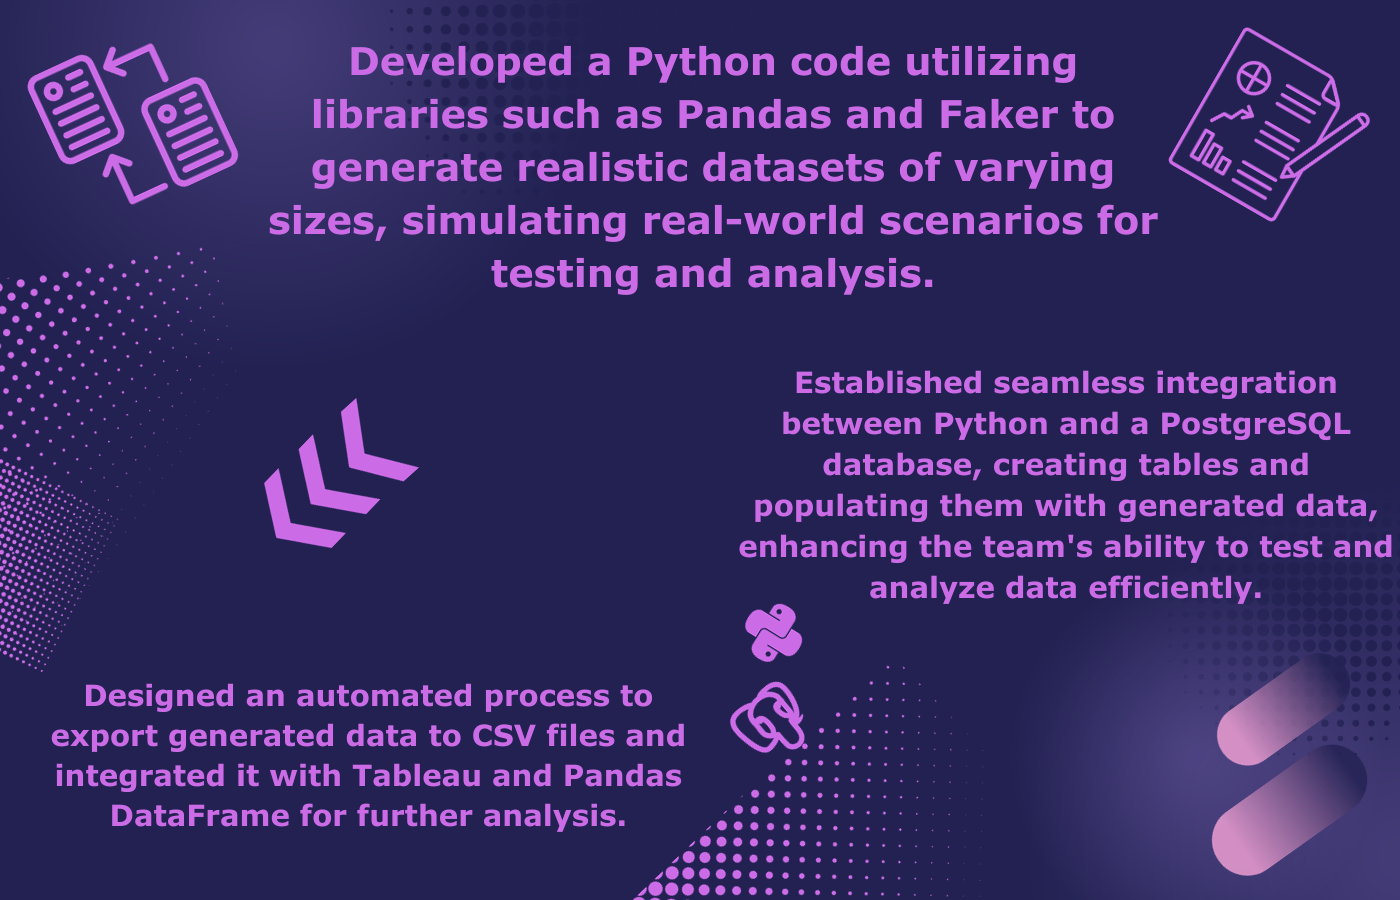 Developed a Python code utilizing
libraries such as Pandas and Faker to
generate realistic datasets of varying
sizes, simulating real-world scenarios for
testing and analysis.
Established seamless integration
between Python and a PostgreSQL
database, creating tables and
populating them with generated data,
enhancing the team's ability to test and
analyze data efficiently.
Designed an automated process to
export generated data to CSV files and
integrated it with Tableau and Pandas
DataFrame for further analysis.